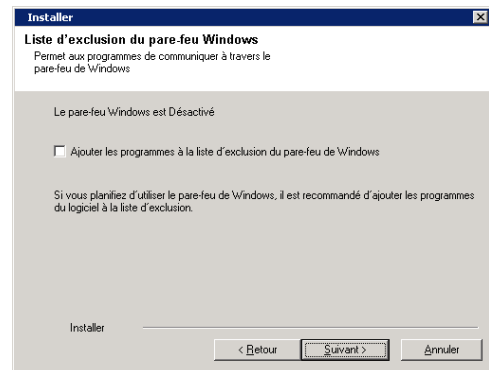 Installer
Liste d'exclusion du pare-feu Windows
Permet aux programmes de communiquer à travers le
pare-feu de Windows
Le pare-feu Windows est Désactivé
Ajouter les programmes à la liste d'exclusion du pare-feu de Windows
Si vous planifiez d'utiliser le pare-feu de Windows, il est recommandé d'ajouter les programmes
du logiciel à la liste d'exclusion.
Installer
< Retour Suivant > Annuler